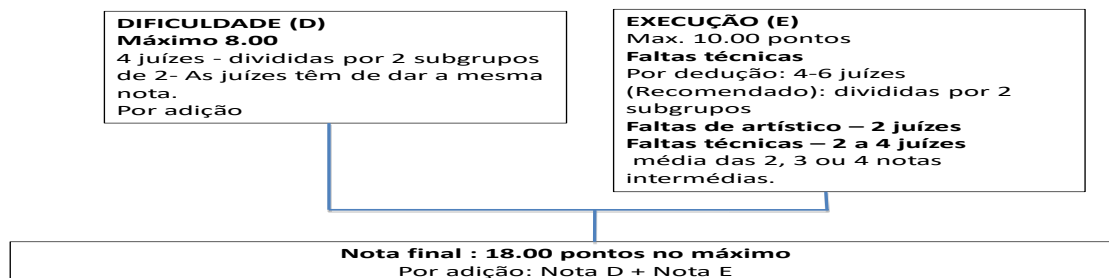 DIFICULDADE (D)
Máximo 8.00
4 juízes - divididas por 2 subgrupos
de 2- As juízes têm de dar a mesma
nota.
Por adição
EXECUÇÃO (E)
Max. 10.00 pontos
Faltas técnicas
Por dedução: 4-6 juízes
(Recomendado): divididas por 2
subgrupos
Faltas de artístico – 2 juízes
Faltas técnicas – 2 a 4 juízes
média das 2, 3 ou 4 notas
intermédias.
Nota final : 18.00 pontos no máximo
Por adição: Nota D + Nota E